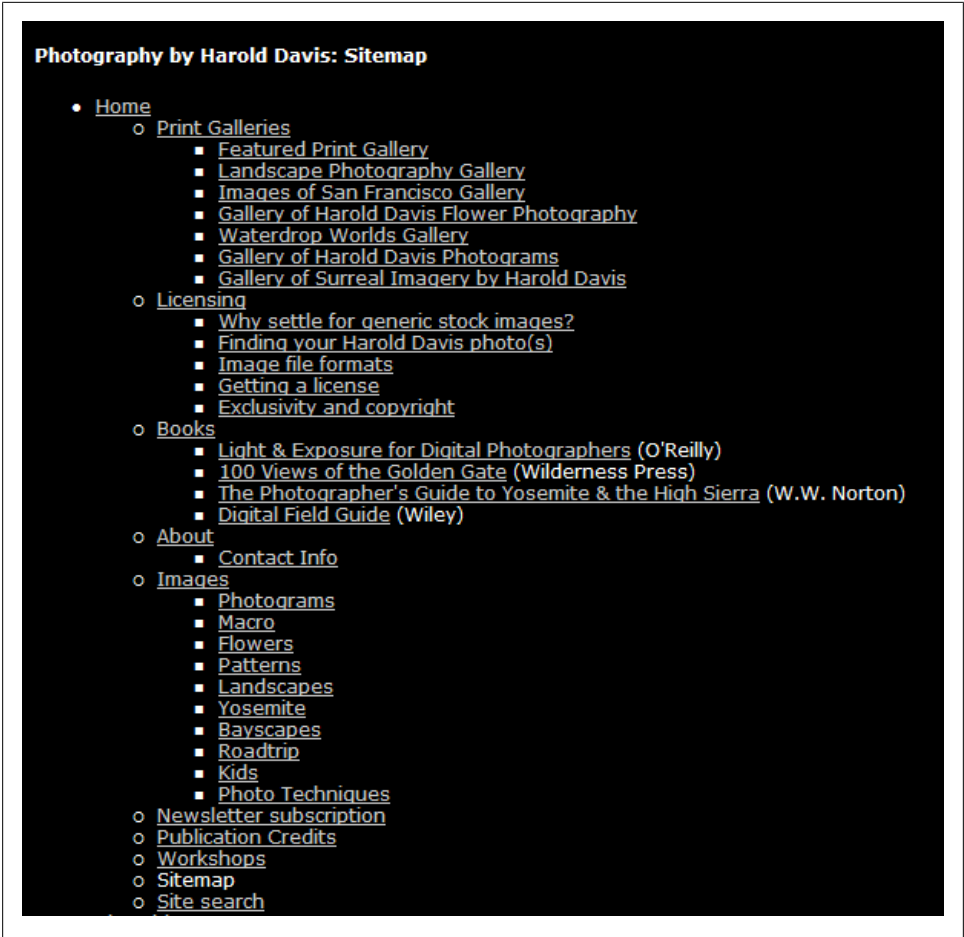 Photography by Harold Davis: Sitemap
Home
Print Galleries
Featured Print Gallery
Landscape Photography Gallery
Images of San Francisco Gallery
Gallery of Harold Davis Flower Photography
Waterdrop Worlds Gallery
Gallery of Harold Davis Photograms
Gallery of Surreal Imagery by Harold Davis
Licensing
Why settle for generic stock images?
Finding your Harold Davis photo(s)
Image file formats
Getting a license
Exclusivity and copyright
Books
Light & Exposure for Digital Photographers (O'Reilly)
100 Views of the Golden Gate (Wilderness Press)
The Photographer's Guide to Yosemite & the High Sierra (W.W. Norton)
Digital Field Guide (Wiley)
About
Contact Info
Images
Photograms
Macro
Flowers
Patterns
Landscapes
Yosemite
Bayscapes
Roadtrip
Kids
Photo Techniques
Newsletter subscription
Publication Credits
Workshops
Sitemap
Site search